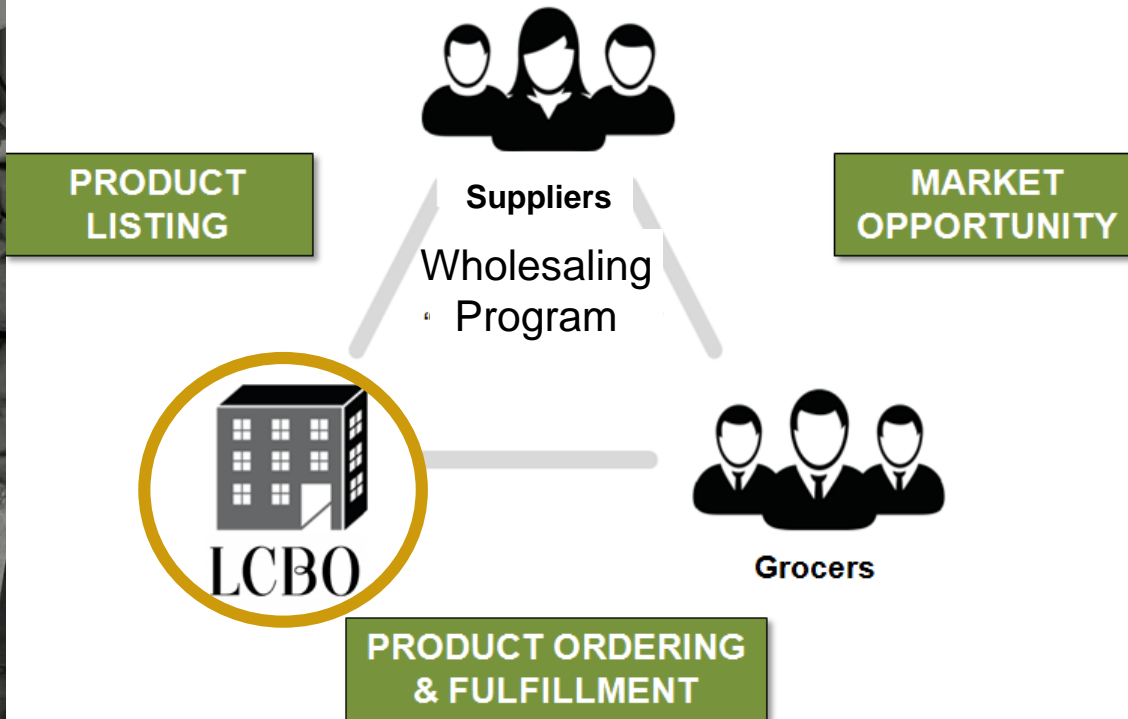 PRODUCT
LISTING
Suppliers
MARKET
OPPORTUNITY
Wholesaling
“ Program
LCBO
Grocers
PRODUCT ORDERING
& FULFILLMENT